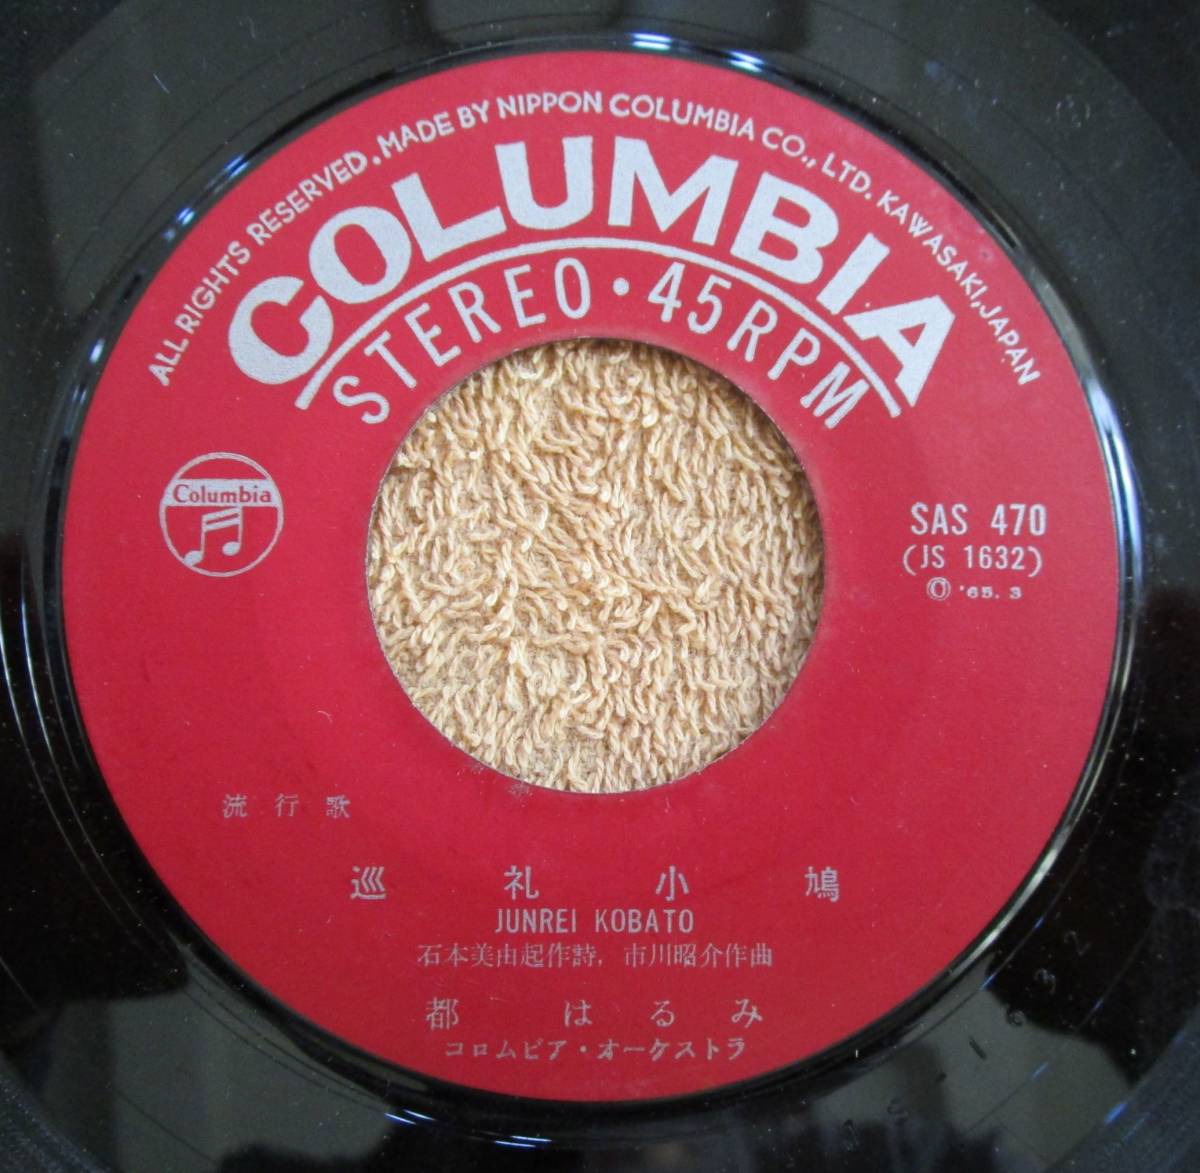 ALL RIGHTS RESERVED. MADE BY NIPPON COLUMBIA CO., LTD. KAWASAKI, JAPAN
COLUMBIA
STEREO・45RPM
Columbia
SAS 470
(JS 1632)
Ⓟ '65. 3
流行歌
巡礼小鳩
JUNREI KOBATO
石本美由起作詩, 市川昭介作曲
都はるみ
コロムビア・オーケストラ